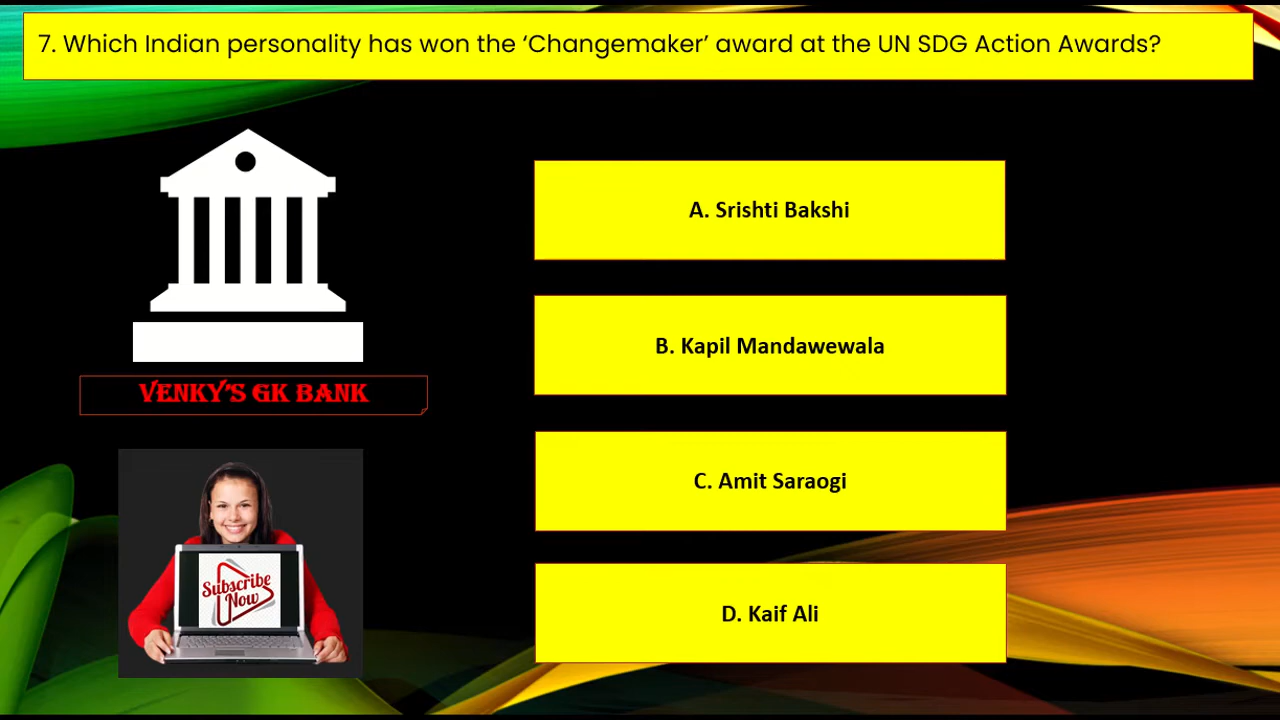 7. Which Indian personality has won the ‘Changemaker’ award at the UN SDG Action Awards?
A. Srishti Bakshi
B. Kapil Mandawewala
VENKY’S GK BANK
C. Amit Saraogi
Subscribe
Now
D. Kaif Ali